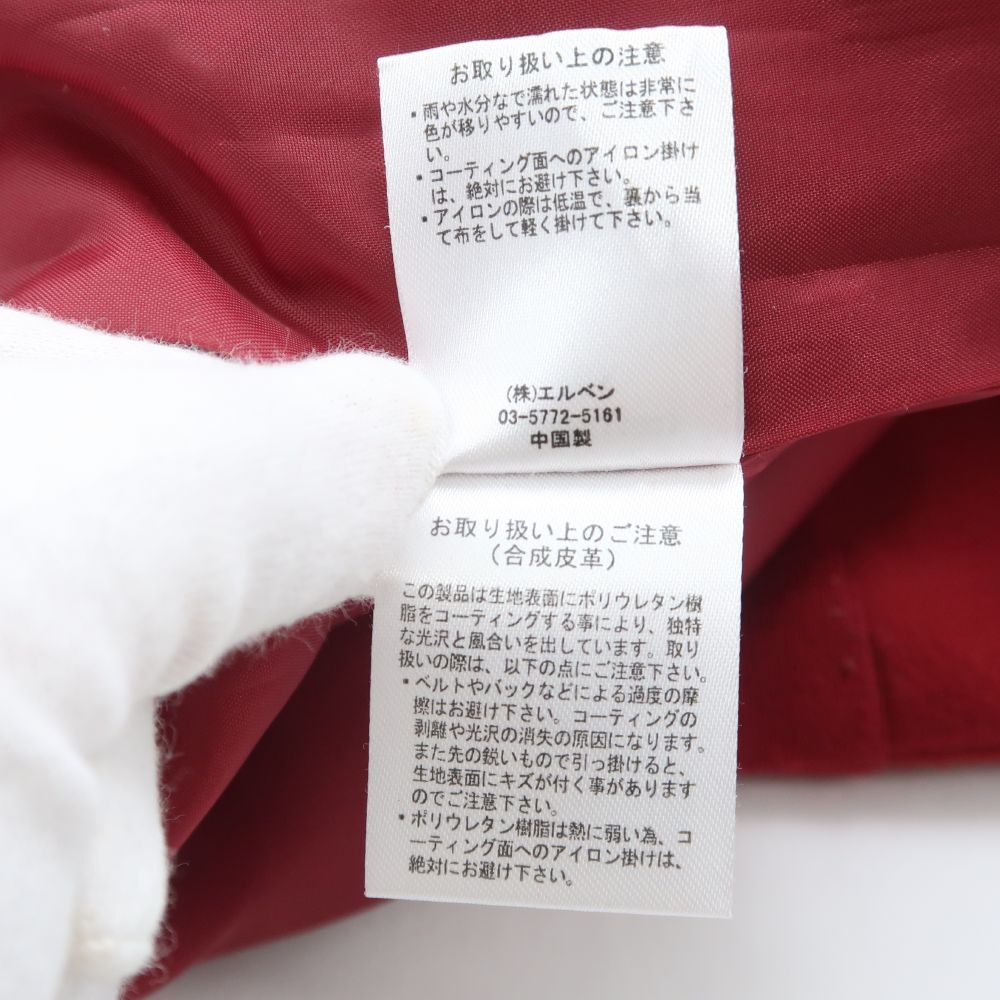 お取り扱い上の注意
・雨や水分なで濡れた状態は非常に
色が移りやすいので、ご注意下さ
い。
・コーティング面へのアイロン掛け
は、絶対にお避け下さい。
・アイロンの際は低温で、裏から当
て布をして軽く掛けて下さい。
(株)エルベン
03-5772-5161
中国製
お取り扱い上のご注意
(合成皮革)
この製品は生地表面にポリウレタン樹
脂をコーティングする事により、独特
な光沢と風合いを出しています。取り
扱いの際は、以下の点にご注意下さい。
・ベルトやバックなどによる過度の摩
擦はお避け下さい。コーティングの
剥離や光沢の消失の原因になります。
また先の鋭いもので引っ掛けると、
生地表面にキズが付く事があります
のでご注意下さい。
・ポリウレタン樹脂は熱に弱い為、コ
ーティング面へのアイロン掛けは、
絶対にお避け下さい。